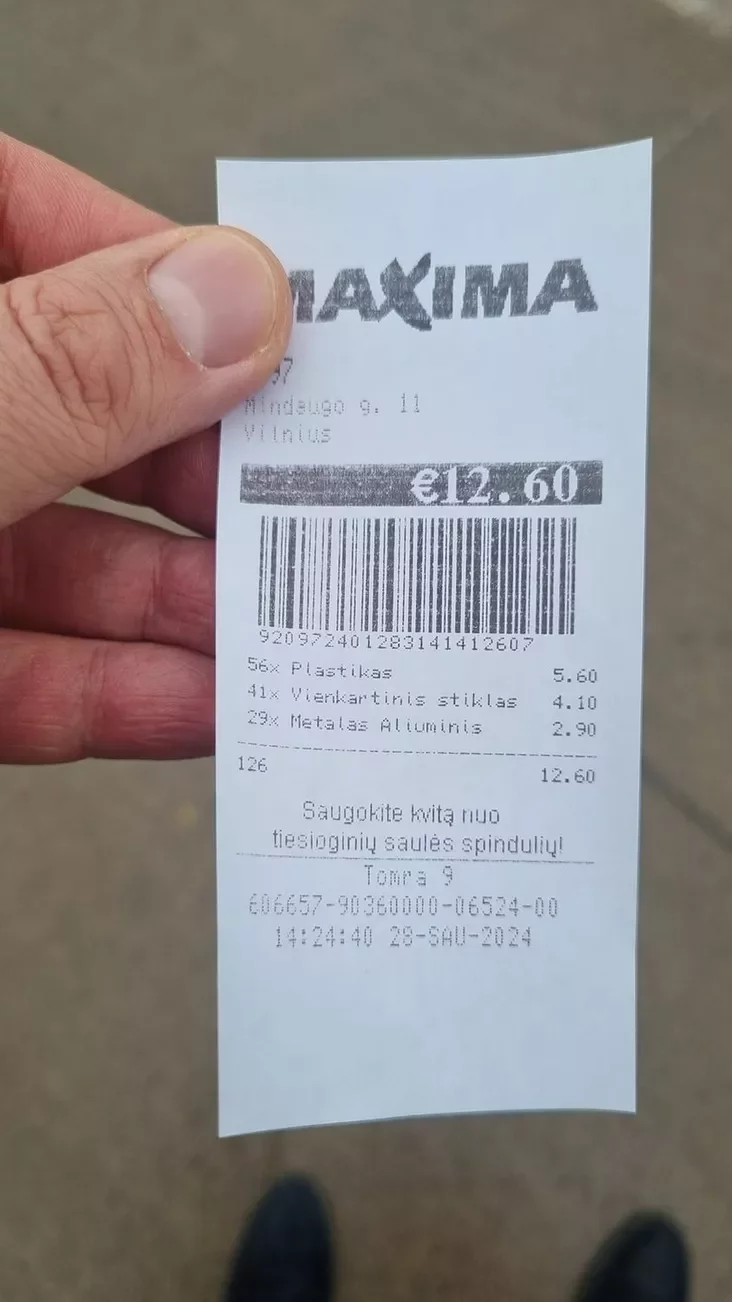 MAXIMA
97
Mindaugo g. 11
Vilnius
€12.60
920972401283141412607
56x Plastikas 5.60
41x Vienkartinis stiklas 4.10
29x Metalas Aliuminis 2.90
126 12.60
Saugokite kvitą nuo
tiesioginių saulės spindulių!
Tomra 9
606657-90360000-06524-00
14:24:40 28-SAU-2024